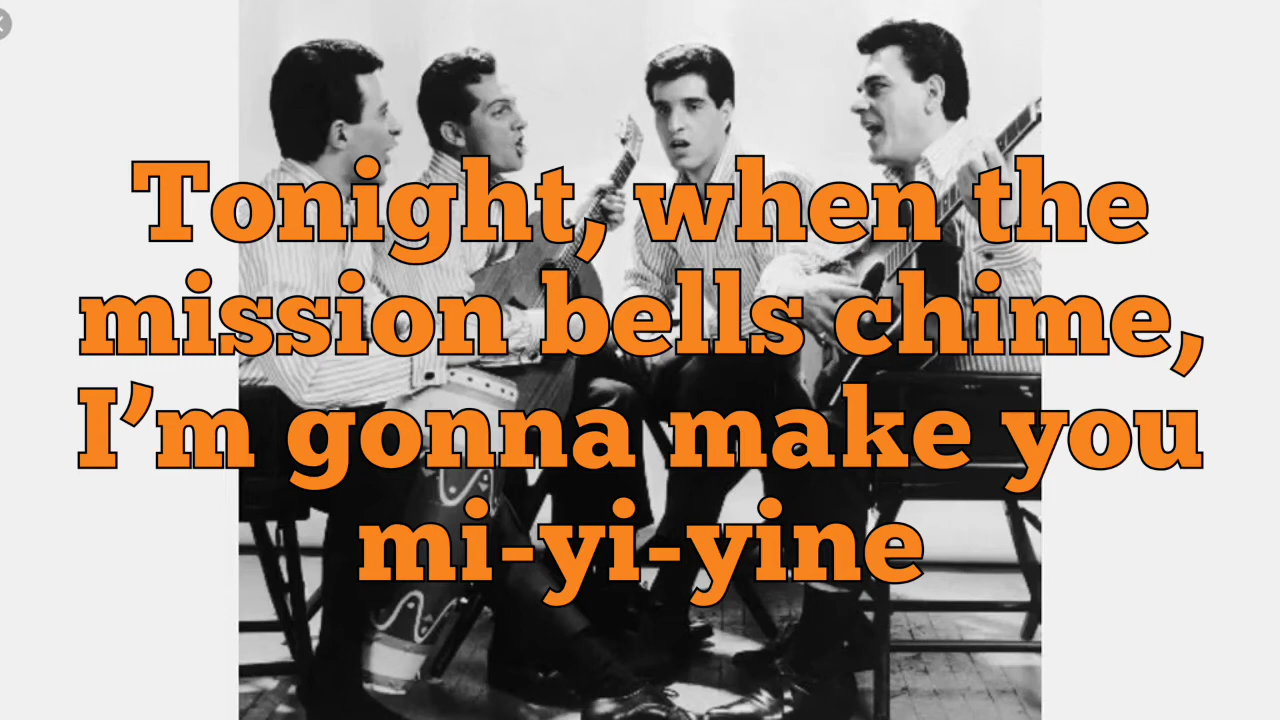 Tonight, when the
mission bells chime,
I’m gonna make you
mi-yi-yine